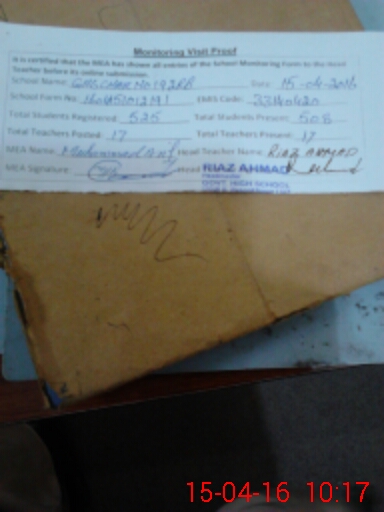 Monitoring Visit Proof
It is certified that the MEA has shown all entries of the School Monitoring Form to the Head
Teacher before its online submission.
School Name: Date 15-04-2016
School Form No. EMIS Code: 33140420
Total Students Registered 525 Total Students Present: 508
Total Teachers Posted: 17 Total Teachers Present: 17
MEA Name: Muhammad Head Teacher Name: RIAZ AHMAD
MEA Signature: Head RIAZ AHMAD
GOVT. HIGH SCHOOL
15-04-16 10:17